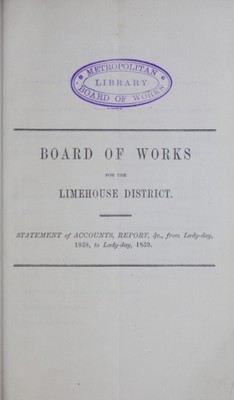 METROPOLITAN
LIBRARY
BOARD OF WORKS
BOARD OF WORKS
FOR THE
LIMEHOUSE DISTRICT.
STATEMENT of ACCOUNTS, REPORT, &c., from Lady-day,
1858, to Lady-day, 1859.